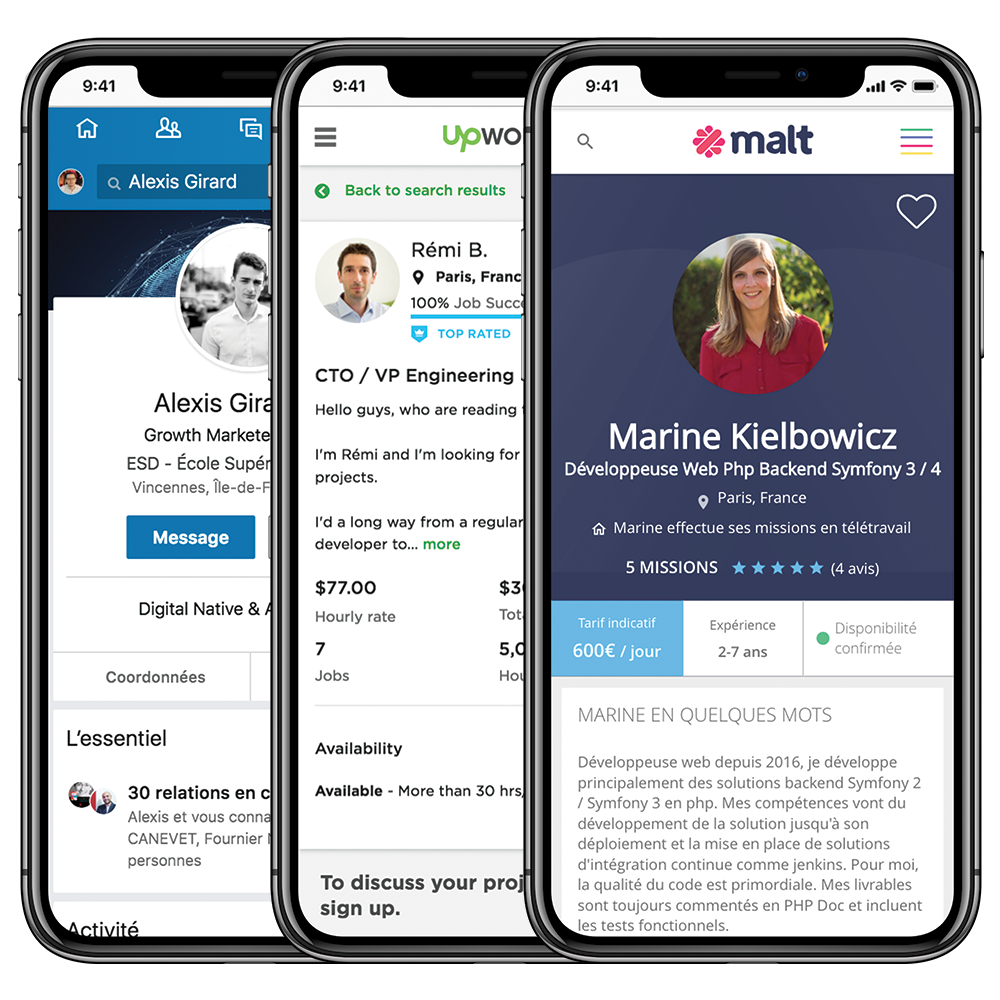 9:41
Alexis Girard
Alexis Gira
Growth Markete
ESD - École Supér
Vincennes, Île-de-F
Message
Digital Native & A
Coordonnées
L'essentiel
30 relations en c
Alexis et vous conna
CANEVET, Fournier
personnes
Activité
9:41
Upwo
Back to search results
Rémi B.
Paris, Franc
100% Job Succ
TOP RATED
CTO / VP Engineering
Hello guys, who are reading
I'm Rémi and I'm looking for
projects.
I'd a long way from a regular
developer to... more
$77.00
$30
Hourly rate
Tot
7
5,0
Jobs
Hou
Availability
Available - More than 30 hrs,
To discuss your proj
sign up.
9:41
malt
Marine Kielbowicz
Développeuse Web Php Backend Symfony 3 / 4
Paris, France
Marine effectue ses missions en télétravail
5 MISSIONS (4 avis)
Tarif indicatif
600€ / jour
Expérience
2-7 ans
Disponibilité
confirmée
MARINE EN QUELQUES MOTS
Développeuse web depuis 2016, je développe
principalement des solutions backend Symfony 2
/ Symfony 3 en php. Mes compétences vont du
développement de la solution jusqu'à son
déploiement et la mise en place de solutions
d'intégration continue comme jenkins. Pour moi,
la qualité du code est primordiale. Mes livrables
sont toujours commentés en PHP Doc et incluent
les tests fonctionnels.